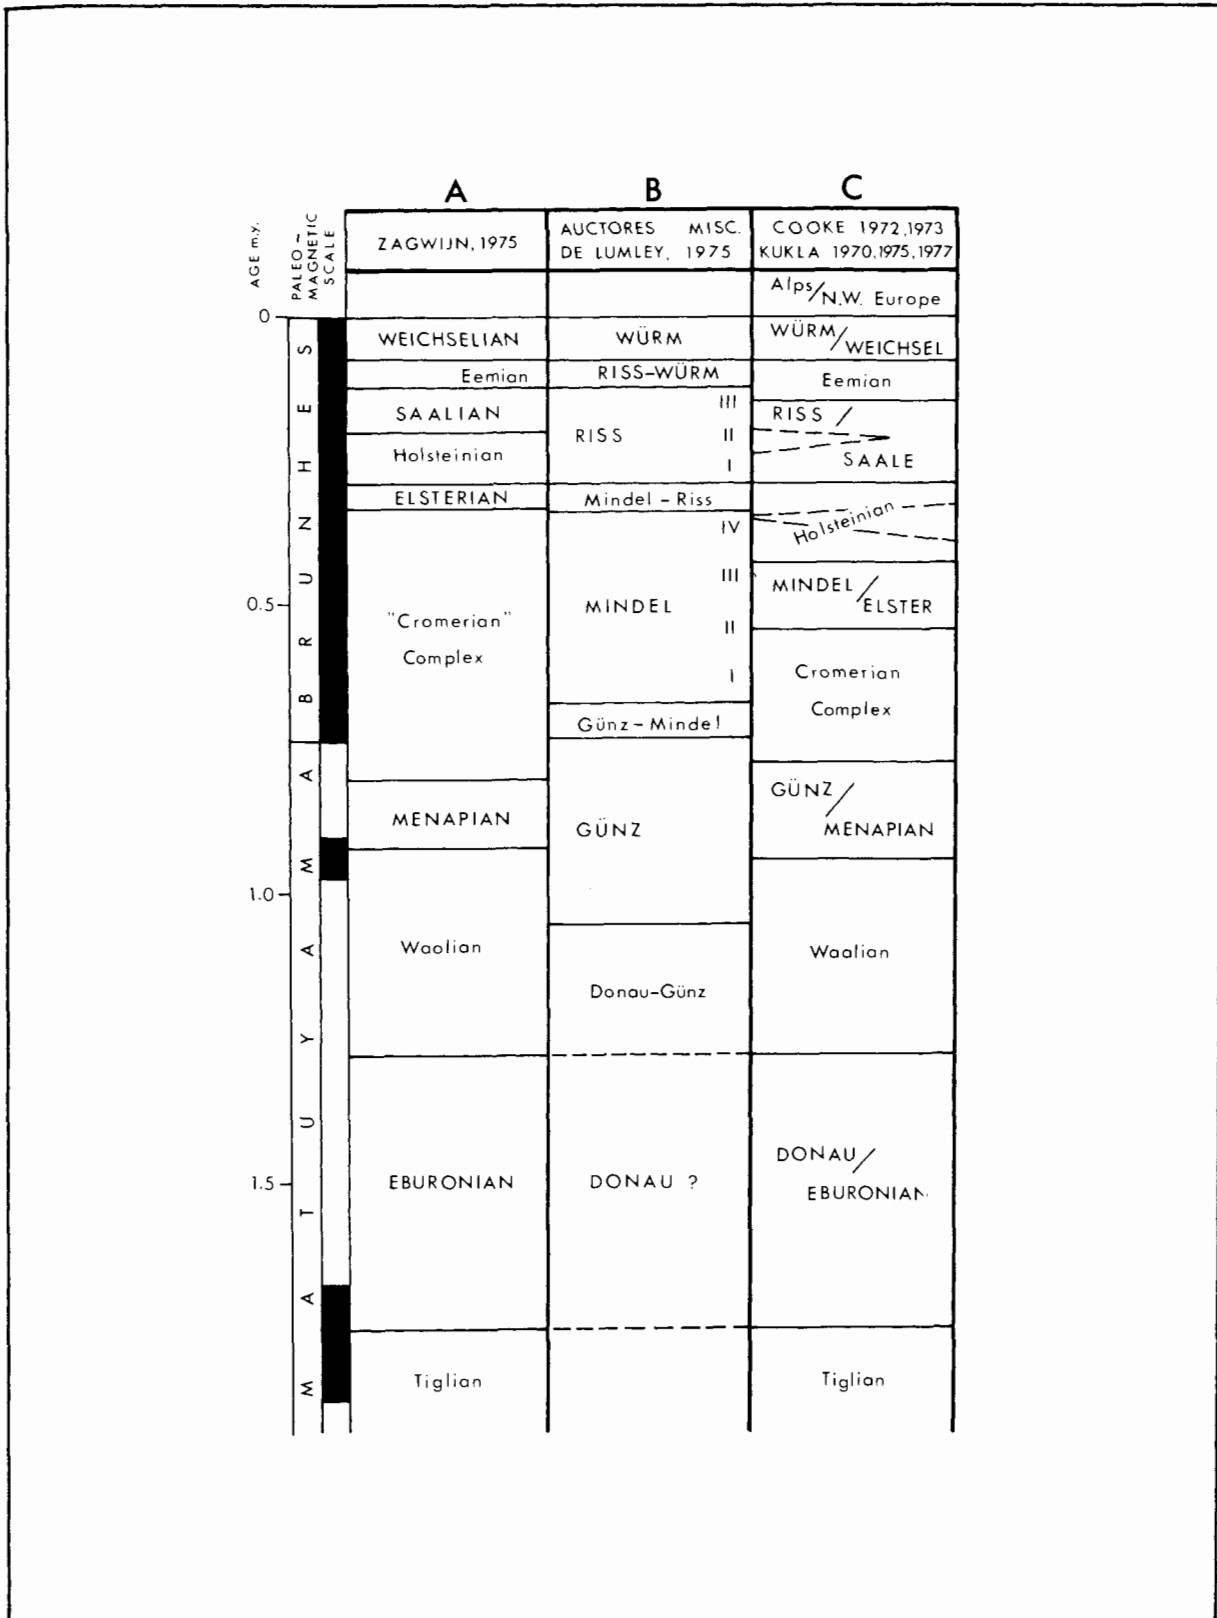 A B C
AGE m.y.
PALEO-
MAGNETIC
SCALE
ZAGWIJN, 1975
AUCTORES MISC.
DE LUMLEY, 1975
COOKE 1972,1973
KUKLA 1970,1975,1977
Alps/N.W. Europe
0
0.5
1.0
1.5
BRUNHES
MATUYAMA
WEICHSELIAN
Eemian
SAALIAN
Holsteinian
ELSTERIAN
"Cromerian"
Complex
MENAPIAN
Waalian
EBURONIAN
Tiglian
WÜRM
RISS-WÜRM
III
RISS II
I
Mindel-Riss
IV
III
MINDEL
II
I
Günz-Mindel
GÜNZ
Donau-Günz
DONAU ?
WÜRM/
WEICHSEL
Eemian
RISS /
SAALE
Holsteinian
MINDEL/
ELSTER
Cromerian
Complex
GÜNZ/
MENAPIAN
Waalian
DONAU/
EBURONIAN
Tiglian